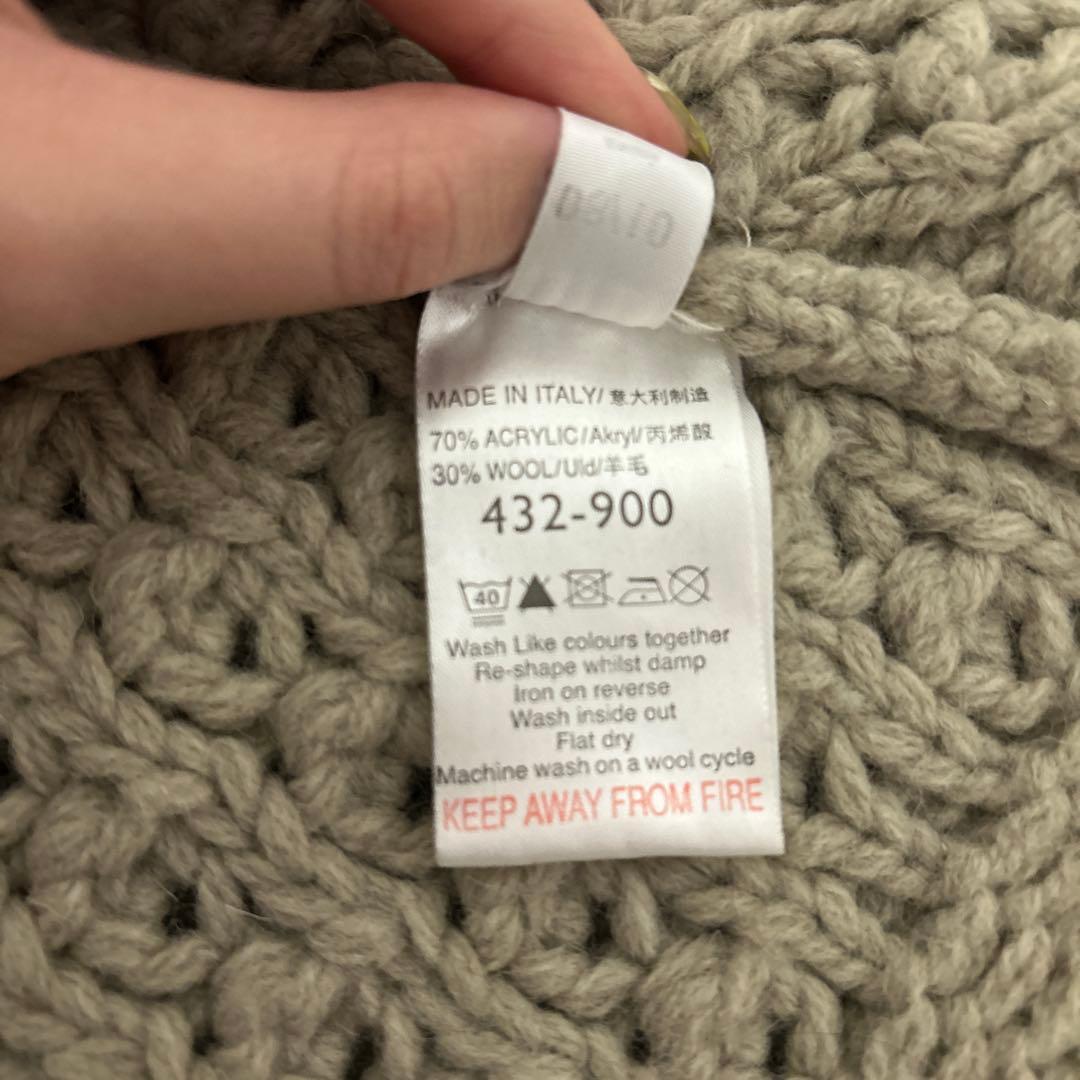 MADE IN ITALY/意大利制造
70% ACRYLIC/Akryl/丙烯酸
30% WOOL/Uld/羊毛
432-900
40
Wash Like colours together
Re-shape whilst damp
Iron on reverse
Wash inside out
Flat dry
Machine wash on a wool cycle
KEEP AWAY FROM FIRE